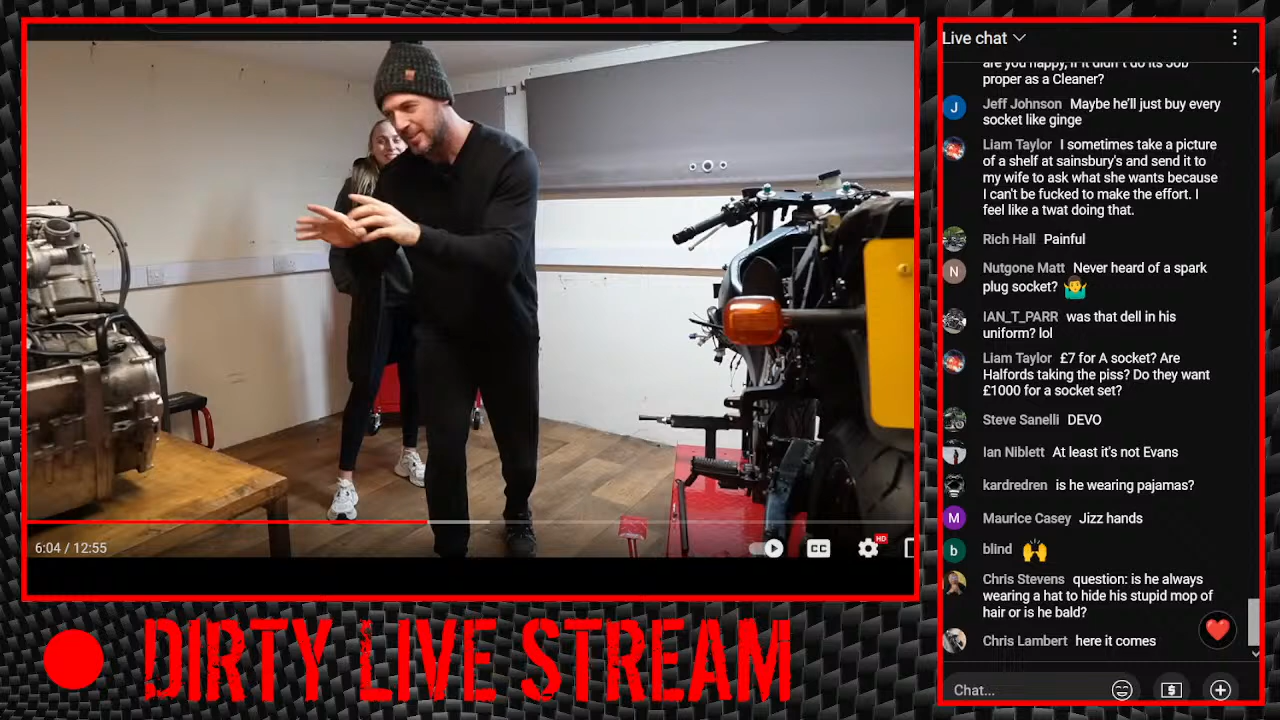 Live chat
are you happy, if it didn't do its Job
proper as a Cleaner?
J
Jeff Johnson Maybe he'll just buy every
socket like ginge
Liam Taylor I sometimes take a picture
of a shelf at sainsbury's and send it to
my wife to ask what she wants because
I can't be fucked to make the effort. I
feel like a twat doing that.
Rich Hall Painful
N
Nutgone Matt Never heard of a spark
plug socket? 🤷‍♂️
IAN_T_PARR was that dell in his
uniform? lol
Liam Taylor £7 for A socket? Are
Halfords taking the piss? Do they want
£1000 for a socket set?
Steve Sanelli DEVO
Ian Niblett At least it's not Evans
kardredren is he wearing pajamas?
M
Maurice Casey Jizz hands
b
blind 🙌
Chris Stevens question: is he always
wearing a hat to hide his stupid mop of
hair or is he bald?
Chris Lambert here it comes
Chat...
$
6:04 / 12:55
CC
HD
DIRTY LIVE STREAM